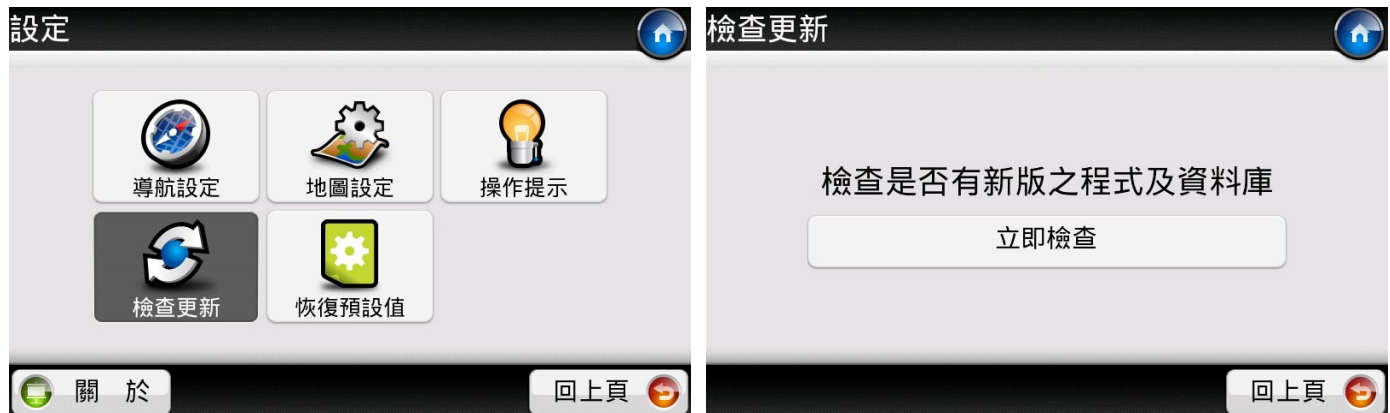 設定
導航設定
地圖設定
操作提示
檢查更新
恢復預設值
關 於
回上頁
檢查更新
檢查是否有新版之程式及資料庫
立即檢查
回上頁